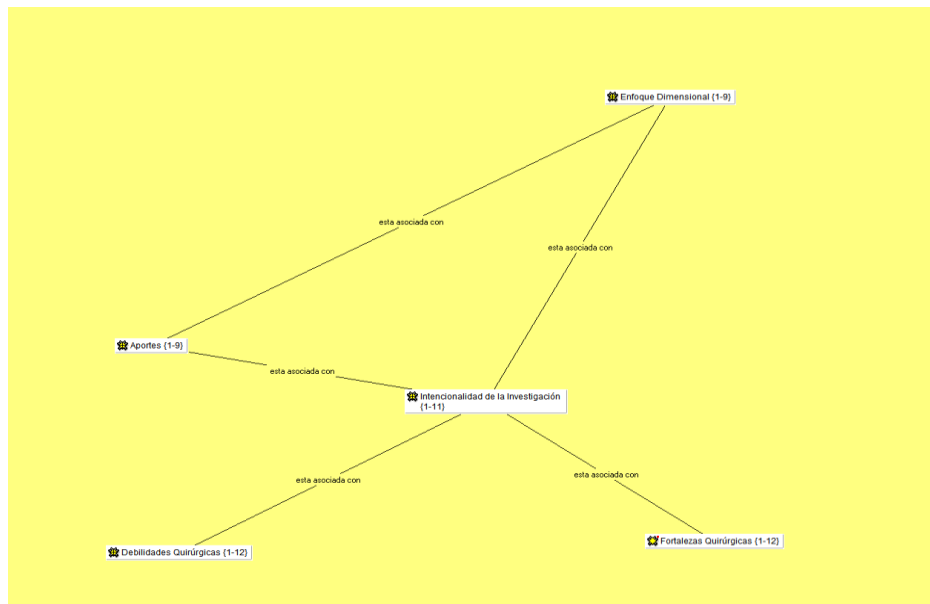 Enfoque Dimensional {1-9}
esta asociada con
esta asociada con
Aportes {1-9}
esta asociada con
Intencionalidad de la Investigación
{1-11}
esta asociada con
esta asociada con
Fortalezas Quirúrgicas {1-12}
Debilidades Quirúrgicas {1-12}